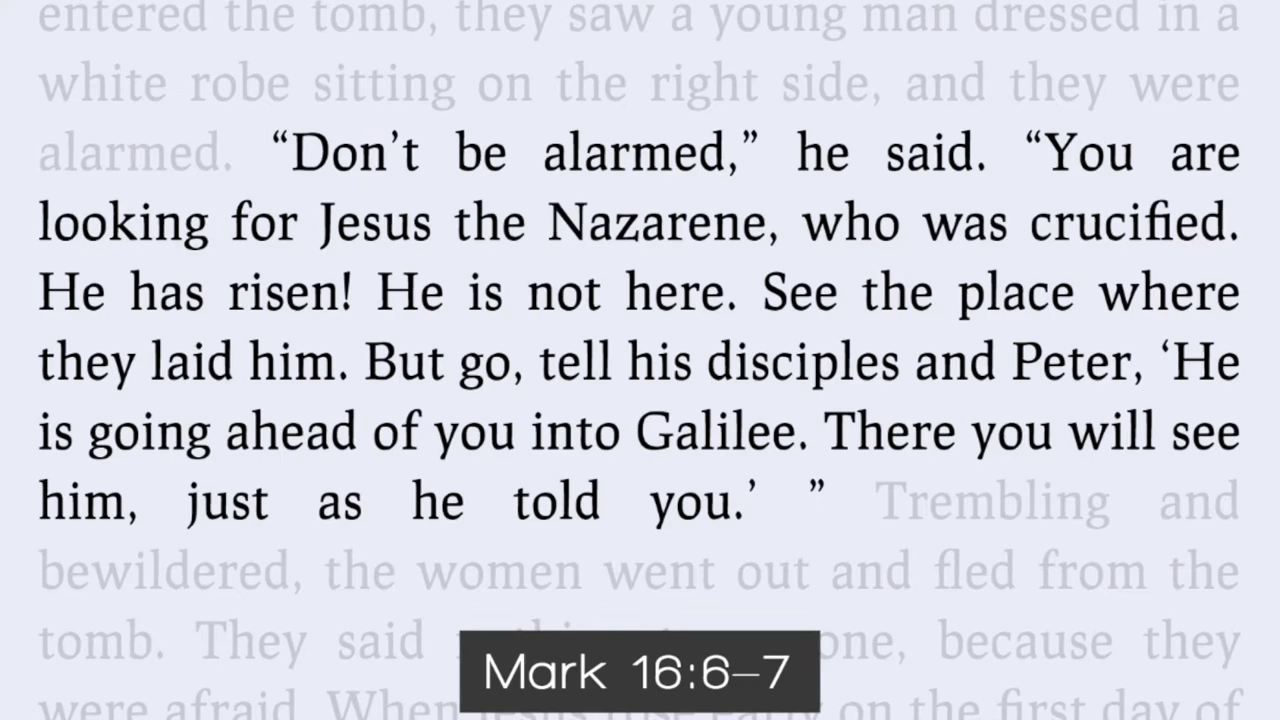 entered the tomb, they saw a young man dressed in a
white robe sitting on the right side, and they were
alarmed. “Don’t be alarmed,” he said. “You are
looking for Jesus the Nazarene, who was crucified.
He has risen! He is not here. See the place where
they laid him. But go, tell his disciples and Peter, ‘He
is going ahead of you into Galilee. There you will see
him, just as he told you.’ ” Trembling and
bewildered, the women went out and fled from the
tomb. They said one, because they
were afraid. When Jesus rose early on the first day of
Mark 16:6–7